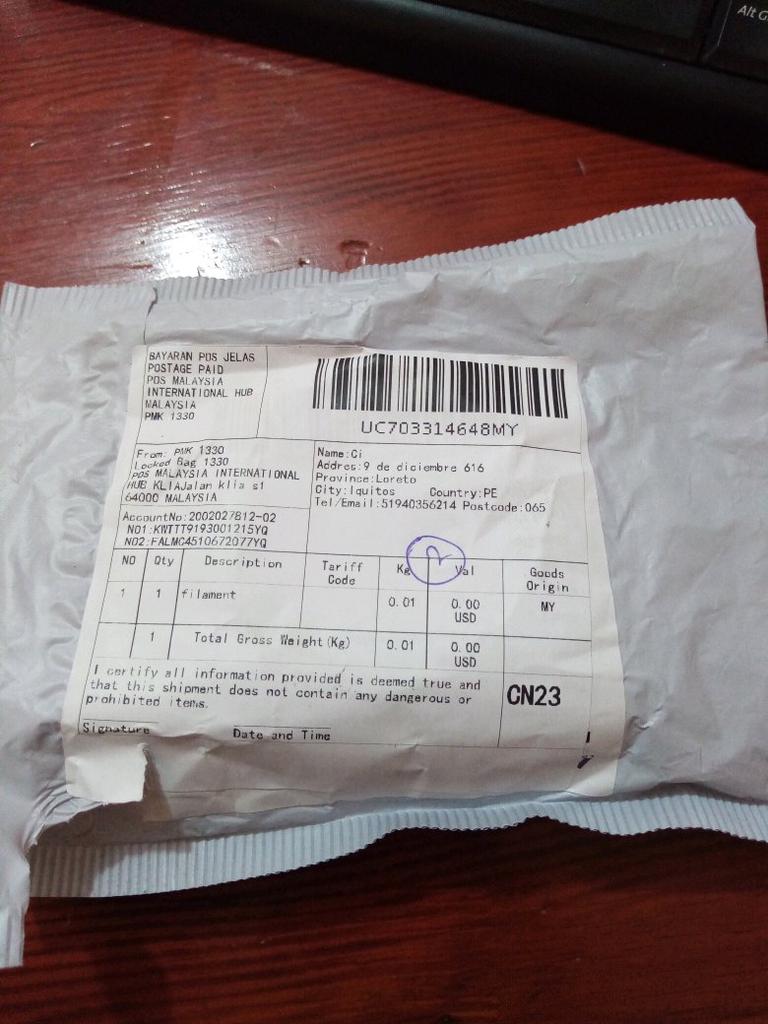 Alt G
BAYARAN POS JELAS
POSTAGE PAID
POS MALAYSIA
INTERNATIONAL HUB
MALAYSIA
PMK 1330
UC703314648MY
From: PMK 1330
Locked Bag 1330
POS MALAYSIA INTERNATIONAL
HUB KLIAJalan klia s1
64000 MALAYSIA
AccountNo:2002027812-02
NO1:KWTTT9193001215YQ
NO2:FALMC4510672077YQ
Name:Ci
Addres:9 de diciembre 616
Province:Loreto
City:Iquitos Country:PE
Tel/Email:51940356214 Postcode:065
2
NO Qty Description Tariff Code Kg Val Goods Origin
1 1 filament 0.01 0.00 USD MY
1 Total Gross Weight(Kg) 0.01 0.00 USD
I certify all information provided is deemed true and
that this shipment does not contain any dangerous or
prohibited items.
CN23
Signature Date and Time